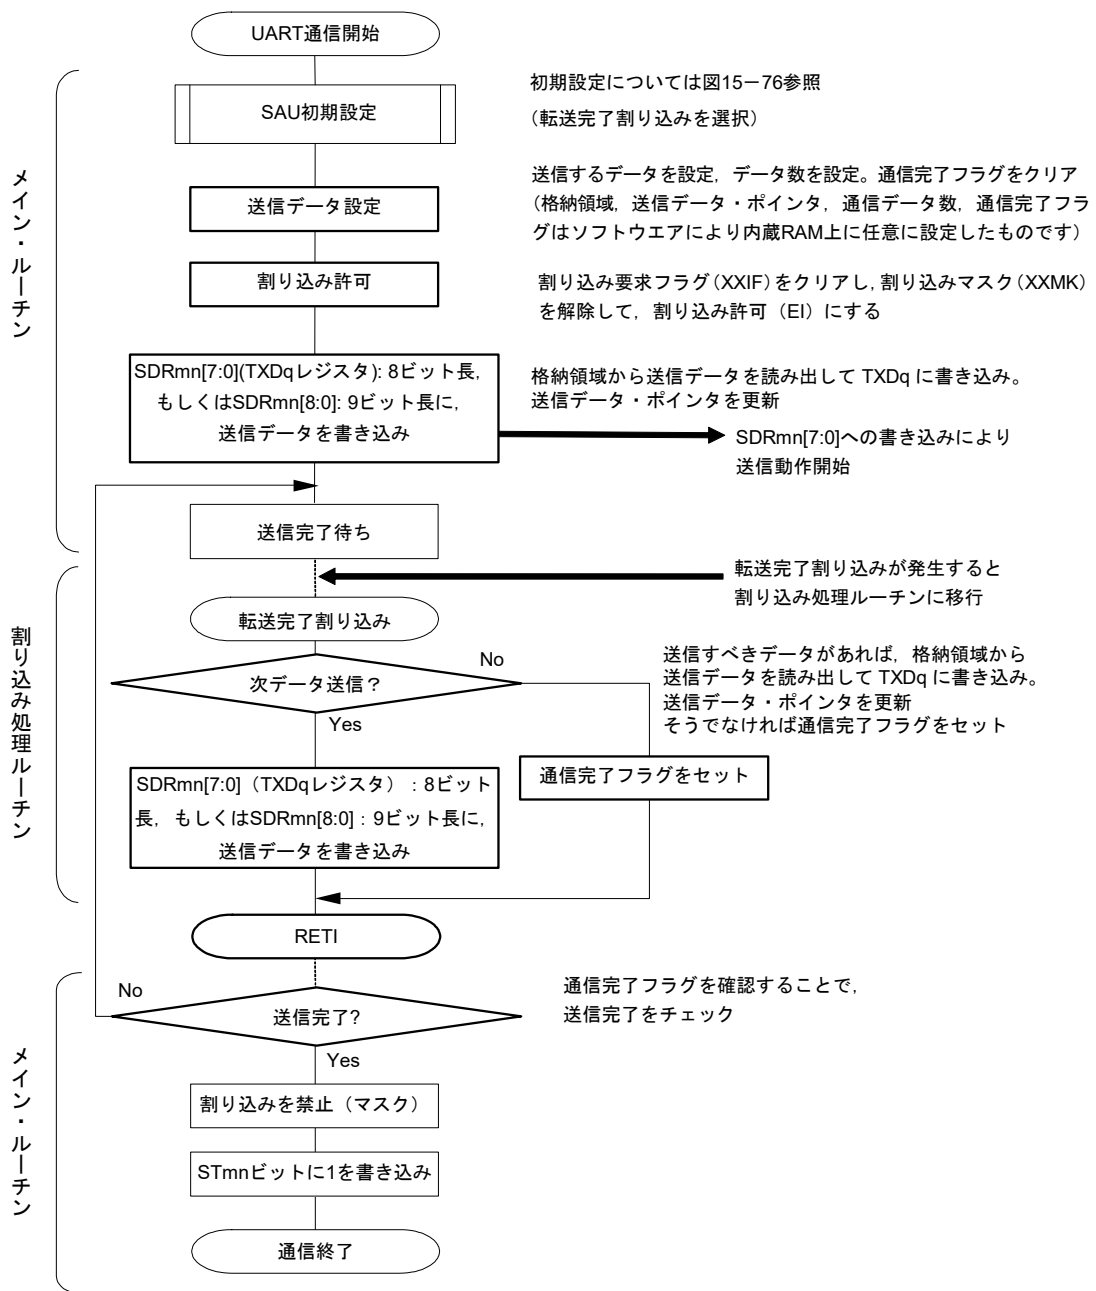 UART通信開始
メイン・ルーチン
SAU初期設定
初期設定については図15－76参照
（転送完了割り込みを選択）
送信データ設定
送信するデータを設定，データ数を設定。通信完了フラグをクリア
（格納領域，送信データ・ポインタ，通信データ数，通信完了フラ
グはソフトウエアにより内蔵RAM上に任意に設定したものです）
割り込み許可
割り込み要求フラグ（XXIF）をクリアし，割り込みマスク（XXMK）
を解除して，割り込み許可（EI）にする
SDRmn[7:0](TXDqレジスタ): 8ビット長，
もしくはSDRmn[8:0]: 9ビット長に，
送信データを書き込み
格納領域から送信データを読み出して TXDq に書き込み。
送信データ・ポインタを更新
SDRmn[7:0]への書き込みにより
送信動作開始
送信完了待ち
割り込み処理ルーチン
転送完了割り込みが発生すると
割り込み処理ルーチンに移行
転送完了割り込み
次データ送信？
No
Yes
送信すべきデータがあれば，格納領域から
送信データを読み出して TXDq に書き込み。
送信データ・ポインタを更新
そうでなければ通信完了フラグをセット
通信完了フラグをセット
SDRmn[7:0]（TXDqレジスタ）：8ビット
長，もしくはSDRmn[8:0]：9ビット長に，
送信データを書き込み
RETI
メイン・ルーチン
No
送信完了?
Yes
通信完了フラグを確認することで，
送信完了をチェック
割り込みを禁止（マスク）
STmnビットに1を書き込み
通信終了